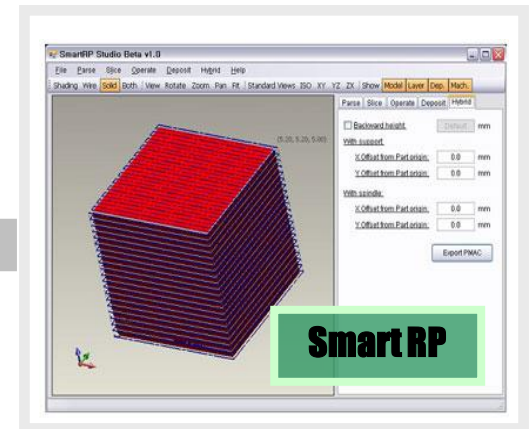 SmartRP Studio Beta v1.0
File Parse Slice Operate Deposit Hybrid Help
Shading Wire Solid Both View Rotate Zoom Pan Fit Standard Views ISO XY YZ ZX Show Model Layer Dep. Mach.
Parse Slice Operate Deposit Hybrid
Backward height. Default mm
With support.
(5.20, 5.20, 5.00)
X.Offset from Part origin. 0.0 mm
Y.Offset from Part origin. 0.0 mm
With spindle.
X.Offset from Part origin. 0.0 mm
Y.Offset from Part origin. 0.0 mm
Export PMAC
Smart RP